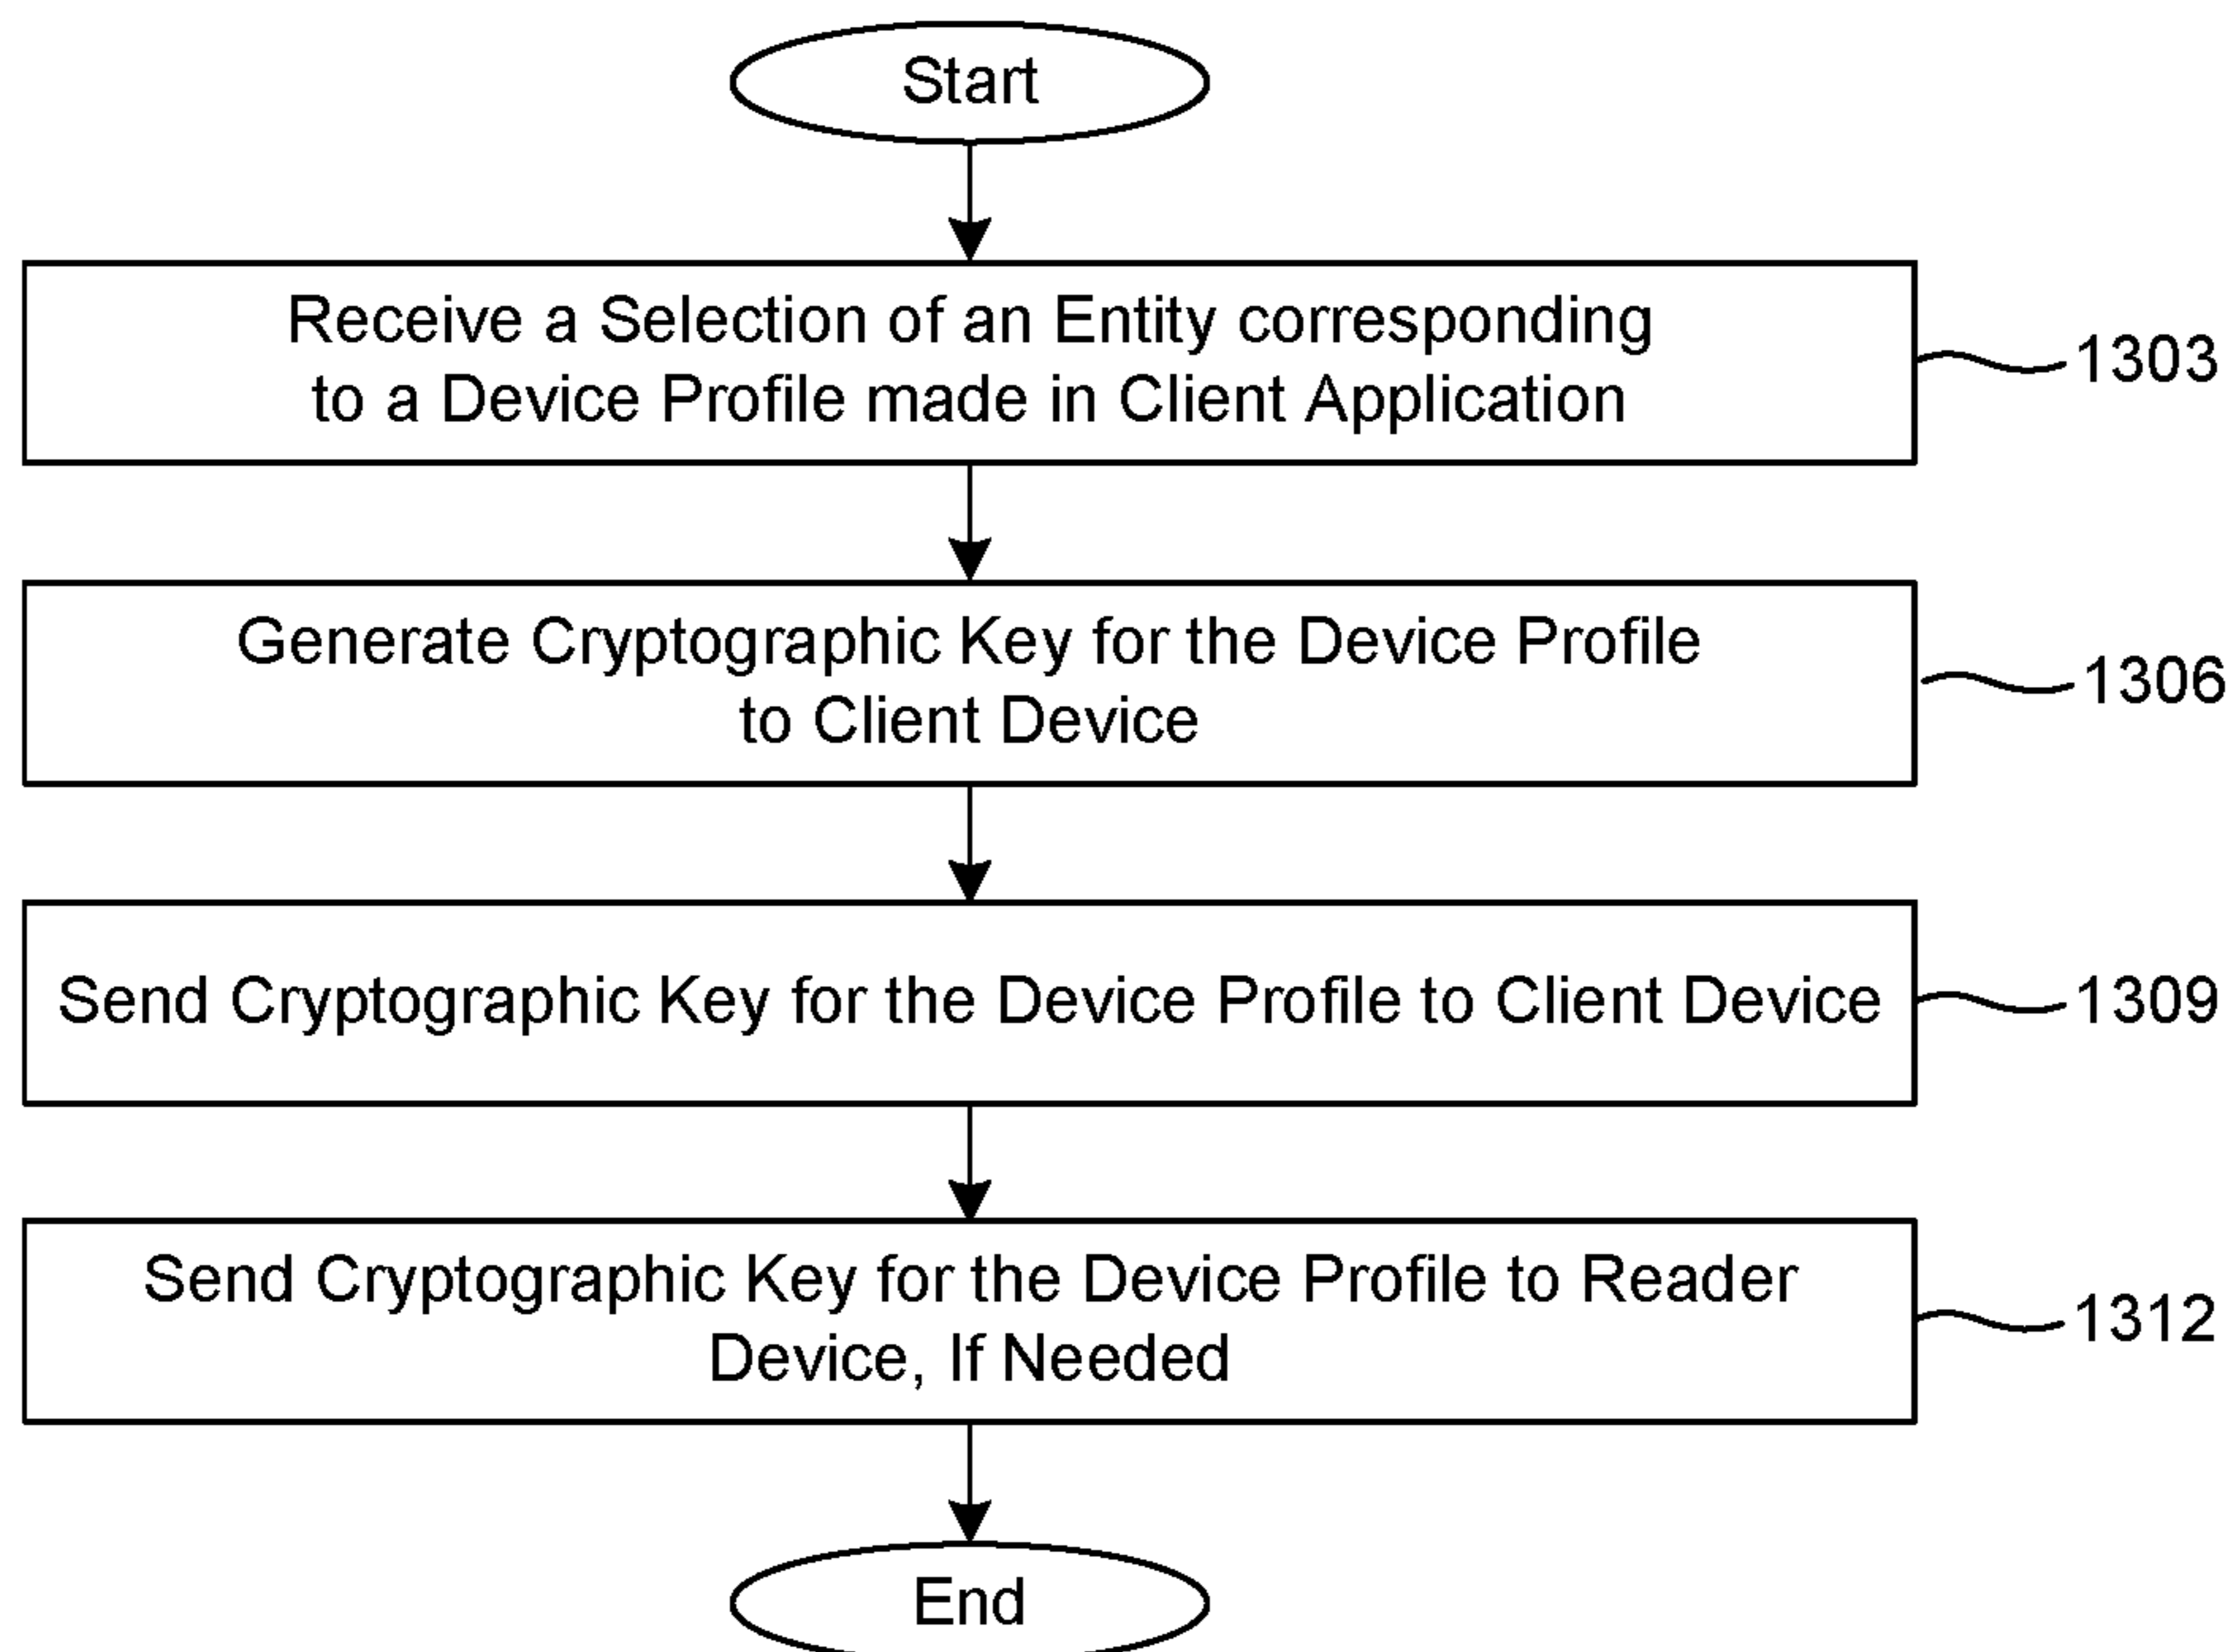 Start
Receive a Selection of an Entity corresponding
to a Device Profile made in Client Application
1303
Generate Cryptographic Key for the Device Profile
to Client Device
1306
Send Cryptographic Key for the Device Profile to Client Device
1309
Send Cryptographic Key for the Device Profile to Reader
Device, If Needed
1312
End